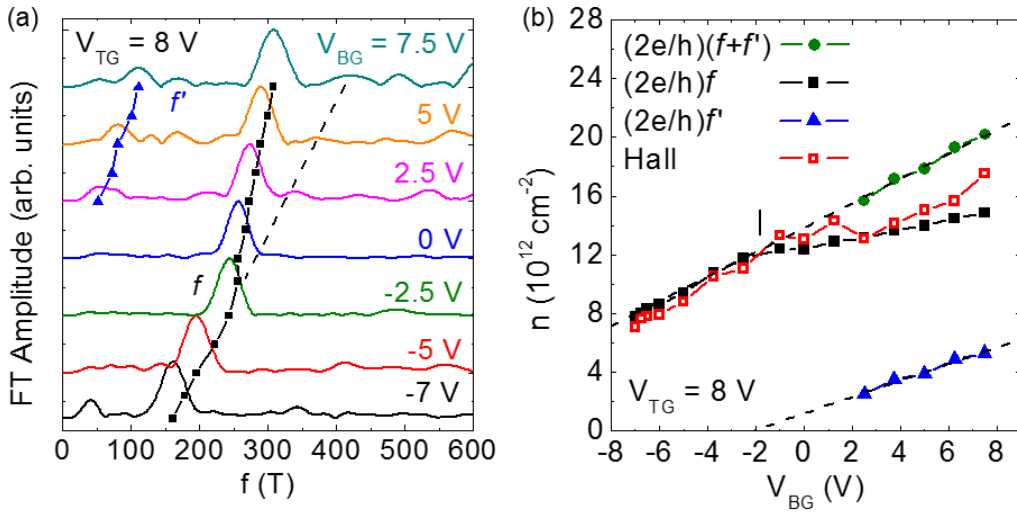 (a)
V_TG = 8 V
V_BG = 7.5 V
f'
5 V
2.5 V
0 V
f
-2.5 V
-5 V
-7 V
FT Amplitude (arb. units)
0 100 200 300 400 500 600
f (T)
(b)
28
24
20
16
12
8
4
0
(2e/h)(f+f')
(2e/h)f
(2e/h)f'
Hall
V_TG = 8 V
n (10^12 cm^-2)
-8 -6 -4 -2 0 2 4 6 8
V_BG (V)